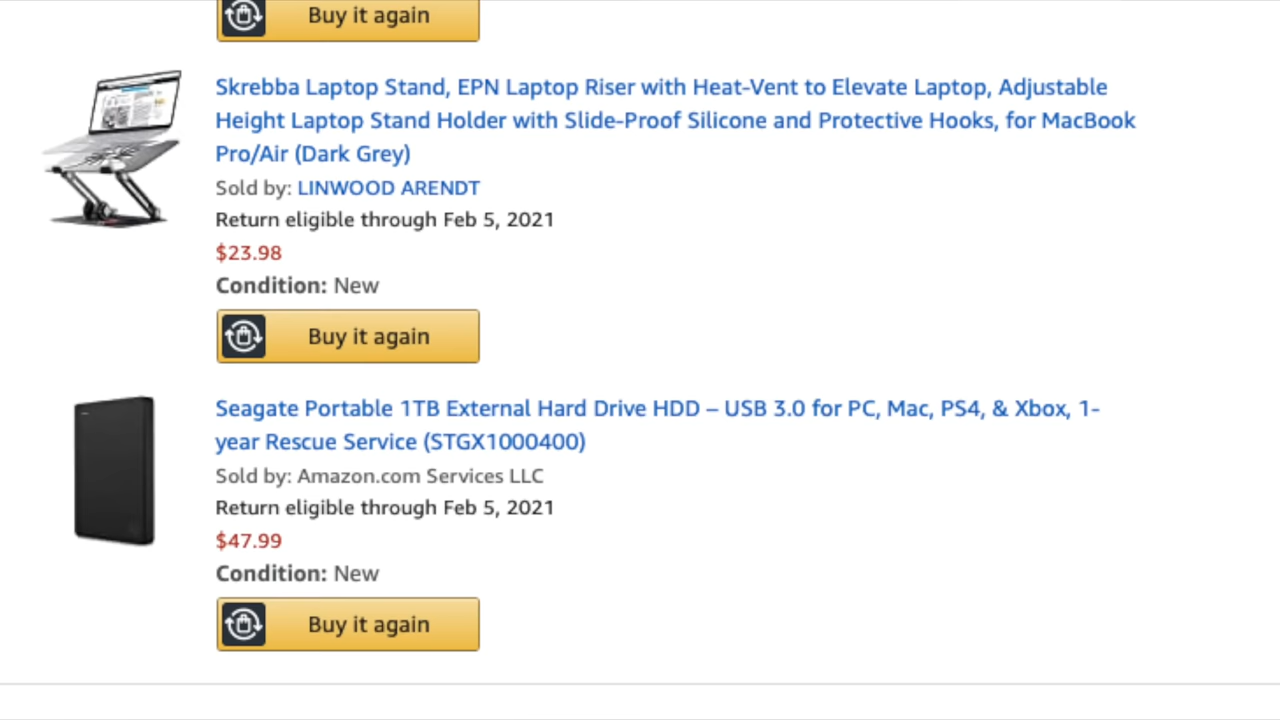 Buy it again
Skrebba Laptop Stand, EPN Laptop Riser with Heat-Vent to Elevate Laptop, Adjustable
Height Laptop Stand Holder with Slide-Proof Silicone and Protective Hooks, for MacBook
Pro/Air (Dark Grey)
Sold by: LINWOOD ARENDT
Return eligible through Feb 5, 2021
$23.98
Condition: New
Buy it again
Seagate Portable 1TB External Hard Drive HDD – USB 3.0 for PC, Mac, PS4, & Xbox, 1-
year Rescue Service (STGX1000400)
Sold by: Amazon.com Services LLC
Return eligible through Feb 5, 2021
$47.99
Condition: New
Buy it again